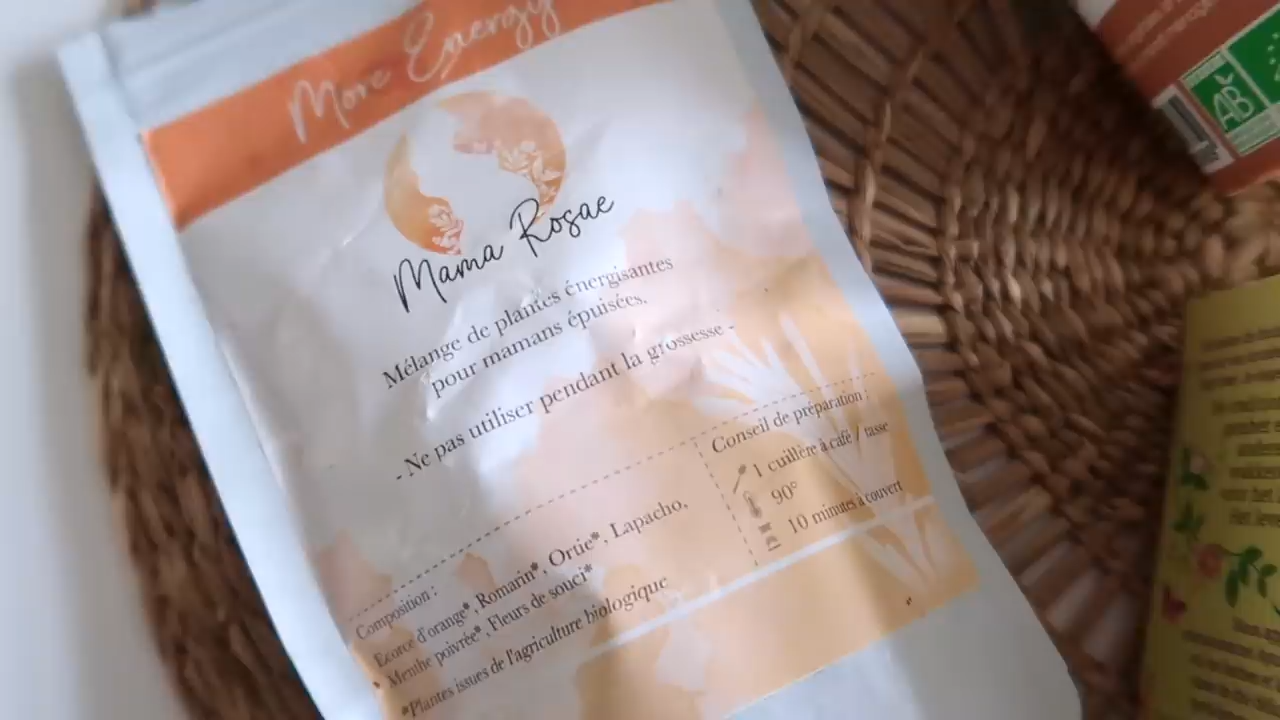 More Energy
Mama Rosae
Mélange de plantes énergisantes
pour mamans épuisées.
- Ne pas utiliser pendant la grossesse -
Composition :
Ecorce d'orange*, Romarin*, Ortie*, Lapacho,
Menthe poivrée*, Fleurs de souci*
*Plantes issues de l'agriculture biologique
Conseil de préparation :
1 cuillère à café / tasse
90°
10 minutes à couvert
AB